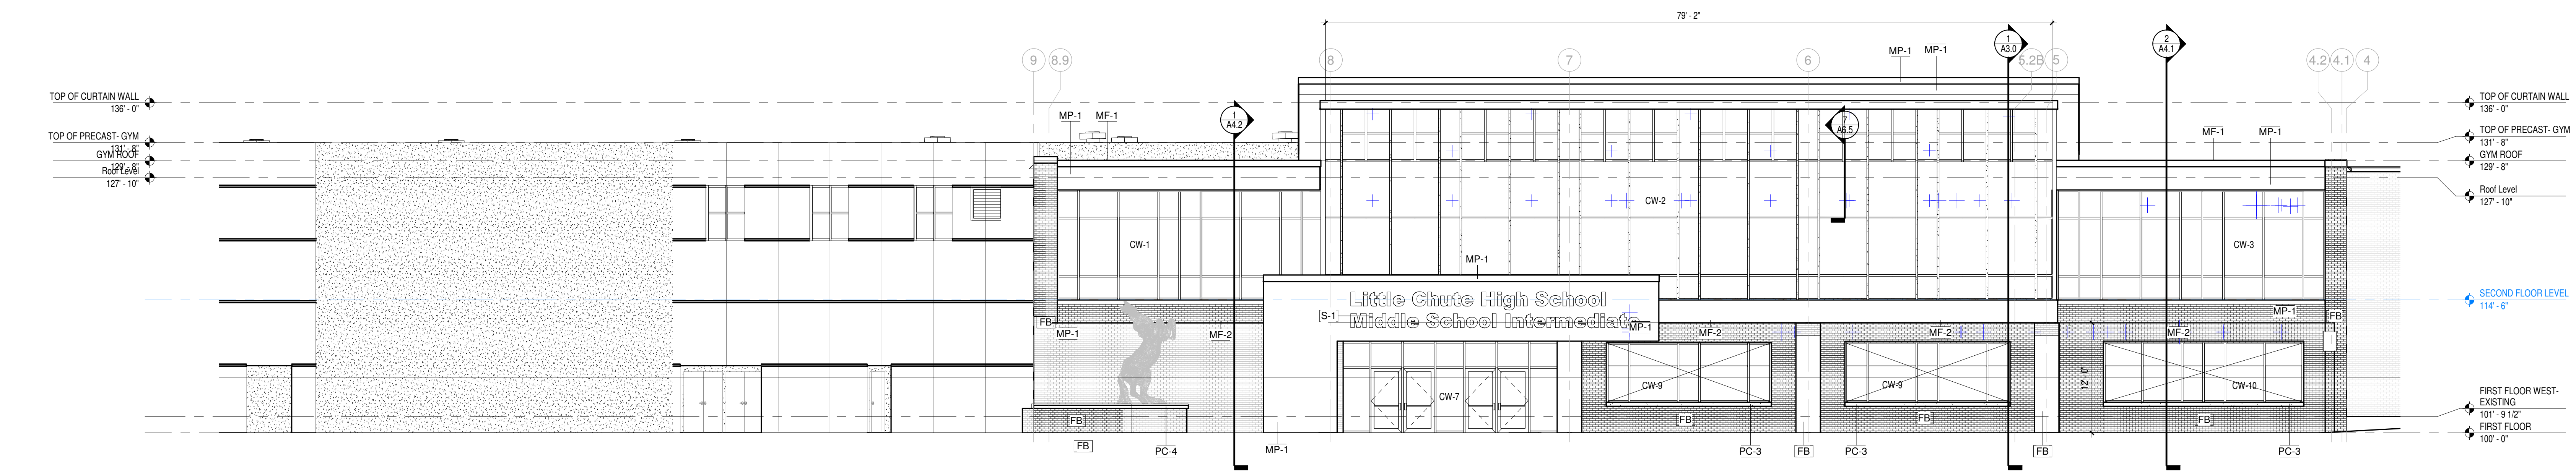 79' - 2"
1
A3.0
2
A4.1
9
8.9
8
7
6
5.2B
5
4.2
4.1
4
MP-1
MP-1
TOP OF CURTAIN WALL
136' - 0"
TOP OF CURTAIN WALL
136' - 0"
MP-1
MF-1
1
A4.2
7
A6.5
MF-1
MP-1
TOP OF PRECAST- GYM
131' - 8"
GYM ROOF
129' - 8"
Roof Level
127' - 10"
TOP OF PRECAST- GYM
131' - 8"
GYM ROOF
129' - 8"
Roof Level
127' - 10"
CW-2
CW-1
CW-3
MP-1
Little Chute High School
Middle School Intermediate
SECOND FLOOR LEVEL
114' - 6"
S-1
FB
MP-1
MF-2
MP-1
MF-2
MF-2
MF-2
MP-1
FB
12' - 0"
CW-7
CW-9
CW-9
CW-10
FB
FB
FB
FB
FB
PC-4
MP-1
PC-3
FB
PC-3
FB
PC-3
FIRST FLOOR WEST-
EXISTING
101' - 9 1/2"
FIRST FLOOR
100' - 0"